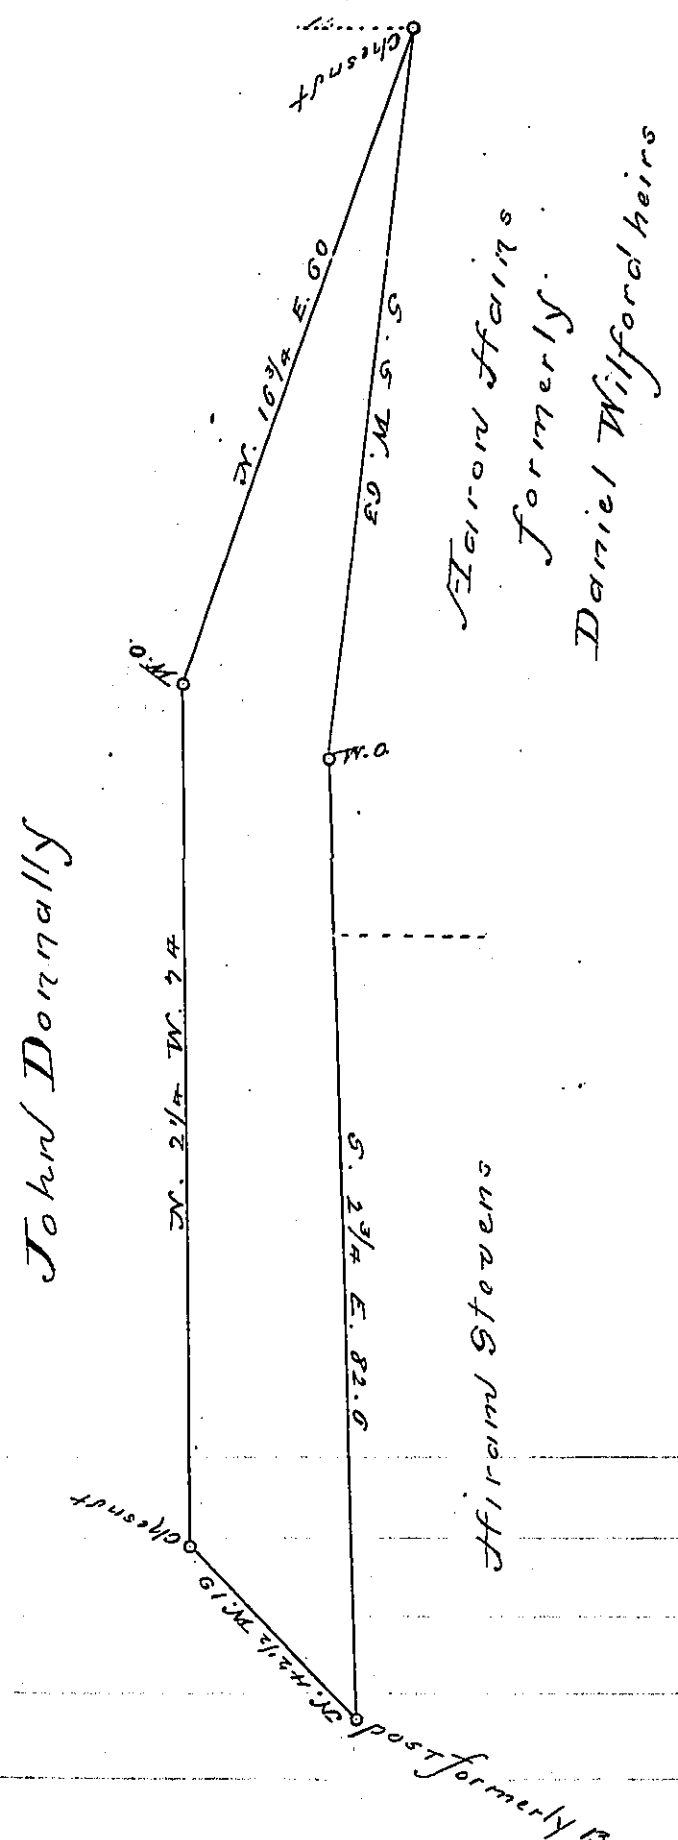 Chesnut
N. 16 3/4 E. 60
S. 5 W. 63
Aaron Hains
formerly
Daniel Wilford heirs
W.O.
W.O.
John Donnally
N. 2 1/4 W. 74
S. 2 3/4 E. 82.6
Hiram Stevens
Chesnut
N. 42 1/2 W. 19
post formerly